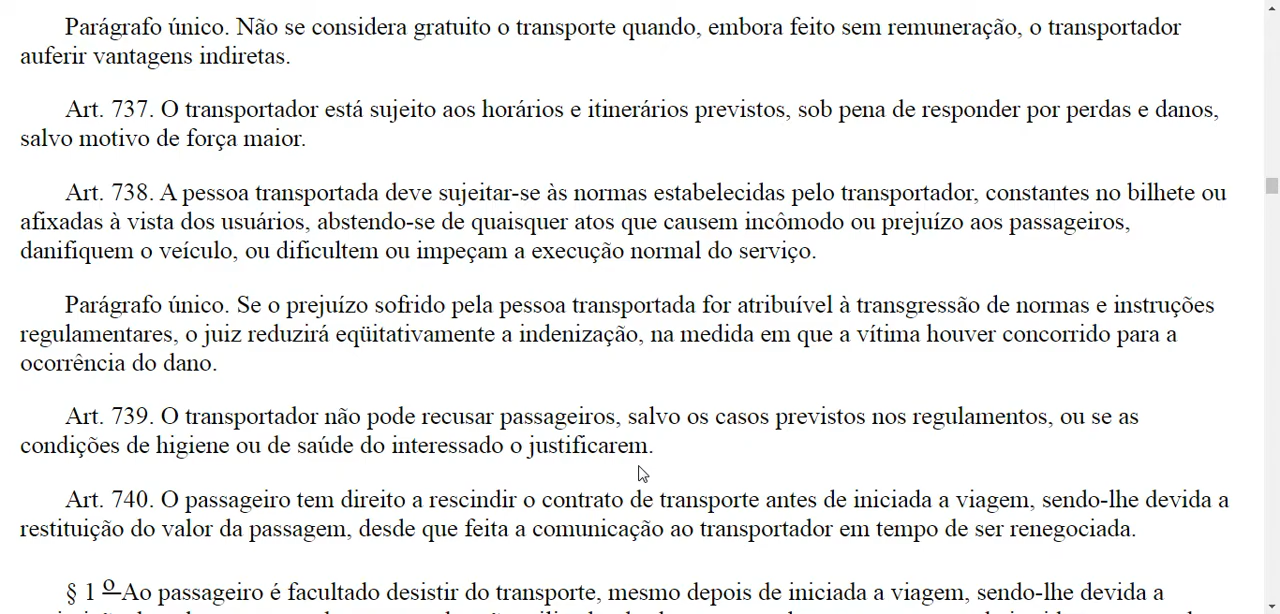 Parágrafo único. Não se considera gratuito o transporte quando, embora feito sem remuneração, o transportador
auferir vantagens indiretas.
Art. 737. O transportador está sujeito aos horários e itinerários previstos, sob pena de responder por perdas e danos,
salvo motivo de força maior.
Art. 738. A pessoa transportada deve sujeitar-se às normas estabelecidas pelo transportador, constantes no bilhete ou
afixadas à vista dos usuários, abstendo-se de quaisquer atos que causem incômodo ou prejuízo aos passageiros,
danifiquem o veículo, ou dificultem ou impeçam a execução normal do serviço.
Parágrafo único. Se o prejuízo sofrido pela pessoa transportada for atribuível à transgressão de normas e instruções
regulamentares, o juiz reduzirá eqüitativamente a indenização, na medida em que a vítima houver concorrido para a
ocorrência do dano.
Art. 739. O transportador não pode recusar passageiros, salvo os casos previstos nos regulamentos, ou se as
condições de higiene ou de saúde do interessado o justificarem.
Art. 740. O passageiro tem direito a rescindir o contrato de transporte antes de iniciada a viagem, sendo-lhe devida a
restituição do valor da passagem, desde que feita a comunicação ao transportador em tempo de ser renegociada.
§ 1 º Ao passageiro é facultado desistir do transporte, mesmo depois de iniciada a viagem, sendo-lhe devida a